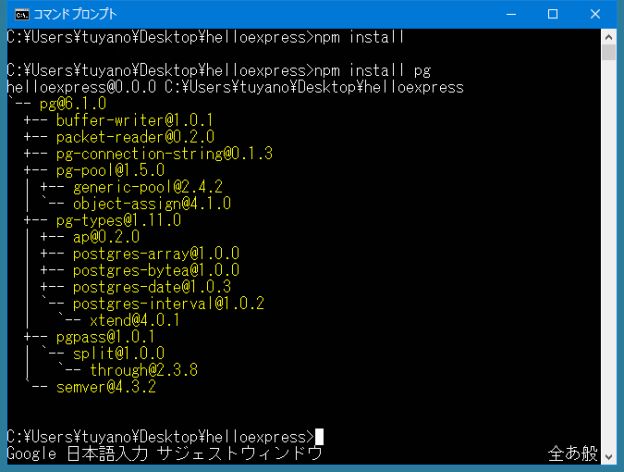 コマンド プロンプト
C:¥Users¥tuyano¥Desktop¥helloexpress>npm install
C:¥Users¥tuyano¥Desktop¥helloexpress>npm install pg
helloexpress@0.0.0 C:¥Users¥tuyano¥Desktop¥helloexpress
`-- pg@6.1.0
  +-- buffer-writer@1.0.1
  +-- packet-reader@0.2.0
  +-- pg-connection-string@0.1.3
  +-- pg-pool@1.5.0
  | +-- generic-pool@2.4.2
  | `-- object-assign@4.1.0
  +-- pg-types@1.11.0
  | +-- ap@0.2.0
  | +-- postgres-array@1.0.0
  | +-- postgres-bytea@1.0.0
  | +-- postgres-date@1.0.3
  | `-- postgres-interval@1.0.2
  |   `-- xtend@4.0.1
  +-- pgpass@1.0.1
  | `-- split@1.0.0
  |   `-- through@2.3.8
  `-- semver@4.3.2
C:¥Users¥tuyano¥Desktop¥helloexpress>
Google 日本語入力 サジェストウィンドウ 全あ般